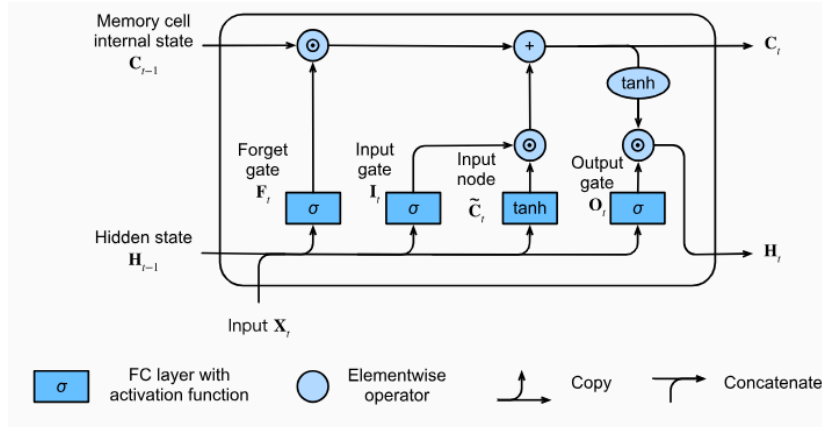 Memory cell
internal state
C_{t-1}
C_t
+
tanh
Forget
gate
F_t
Input
gate
I_t
Input
node
C̃_t
Output
gate
O_t
σ
σ
tanh
σ
Hidden state
H_{t-1}
H_t
Input X_t
σ
FC layer with
activation function
Elementwise
operator
Copy
Concatenate